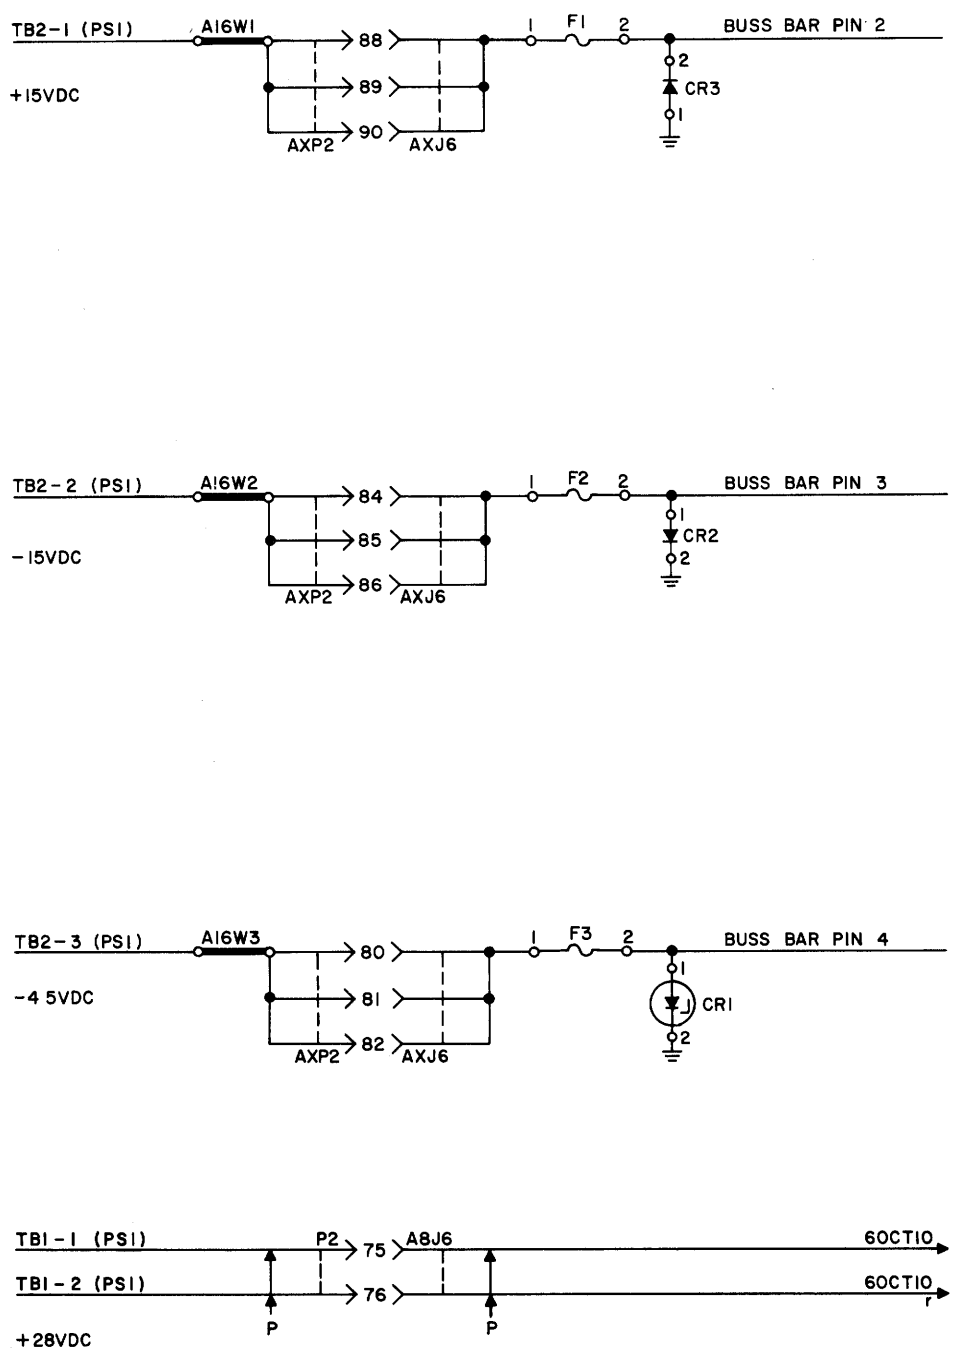 TB2-1 (PS1) A16W1 88 1 F1 2 BUSS BAR PIN 2
2
+15VDC 89 CR3
90 1
AXP2 AXJ6
TB2-2 (PS1) A16W2 84 1 F2 2 BUSS BAR PIN 3
1
-15VDC 85 CR2
86 2
AXP2 AXJ6
TB2-3 (PS1) A16W3 80 1 F3 2 BUSS BAR PIN 4
1
-4 5VDC 81 CR1
82 2
AXP2 AXJ6
TB1-1 (PS1) P2 75 A8J6 60CT10
TB1-2 (PS1) 76 60CT10
r
P P
+28VDC